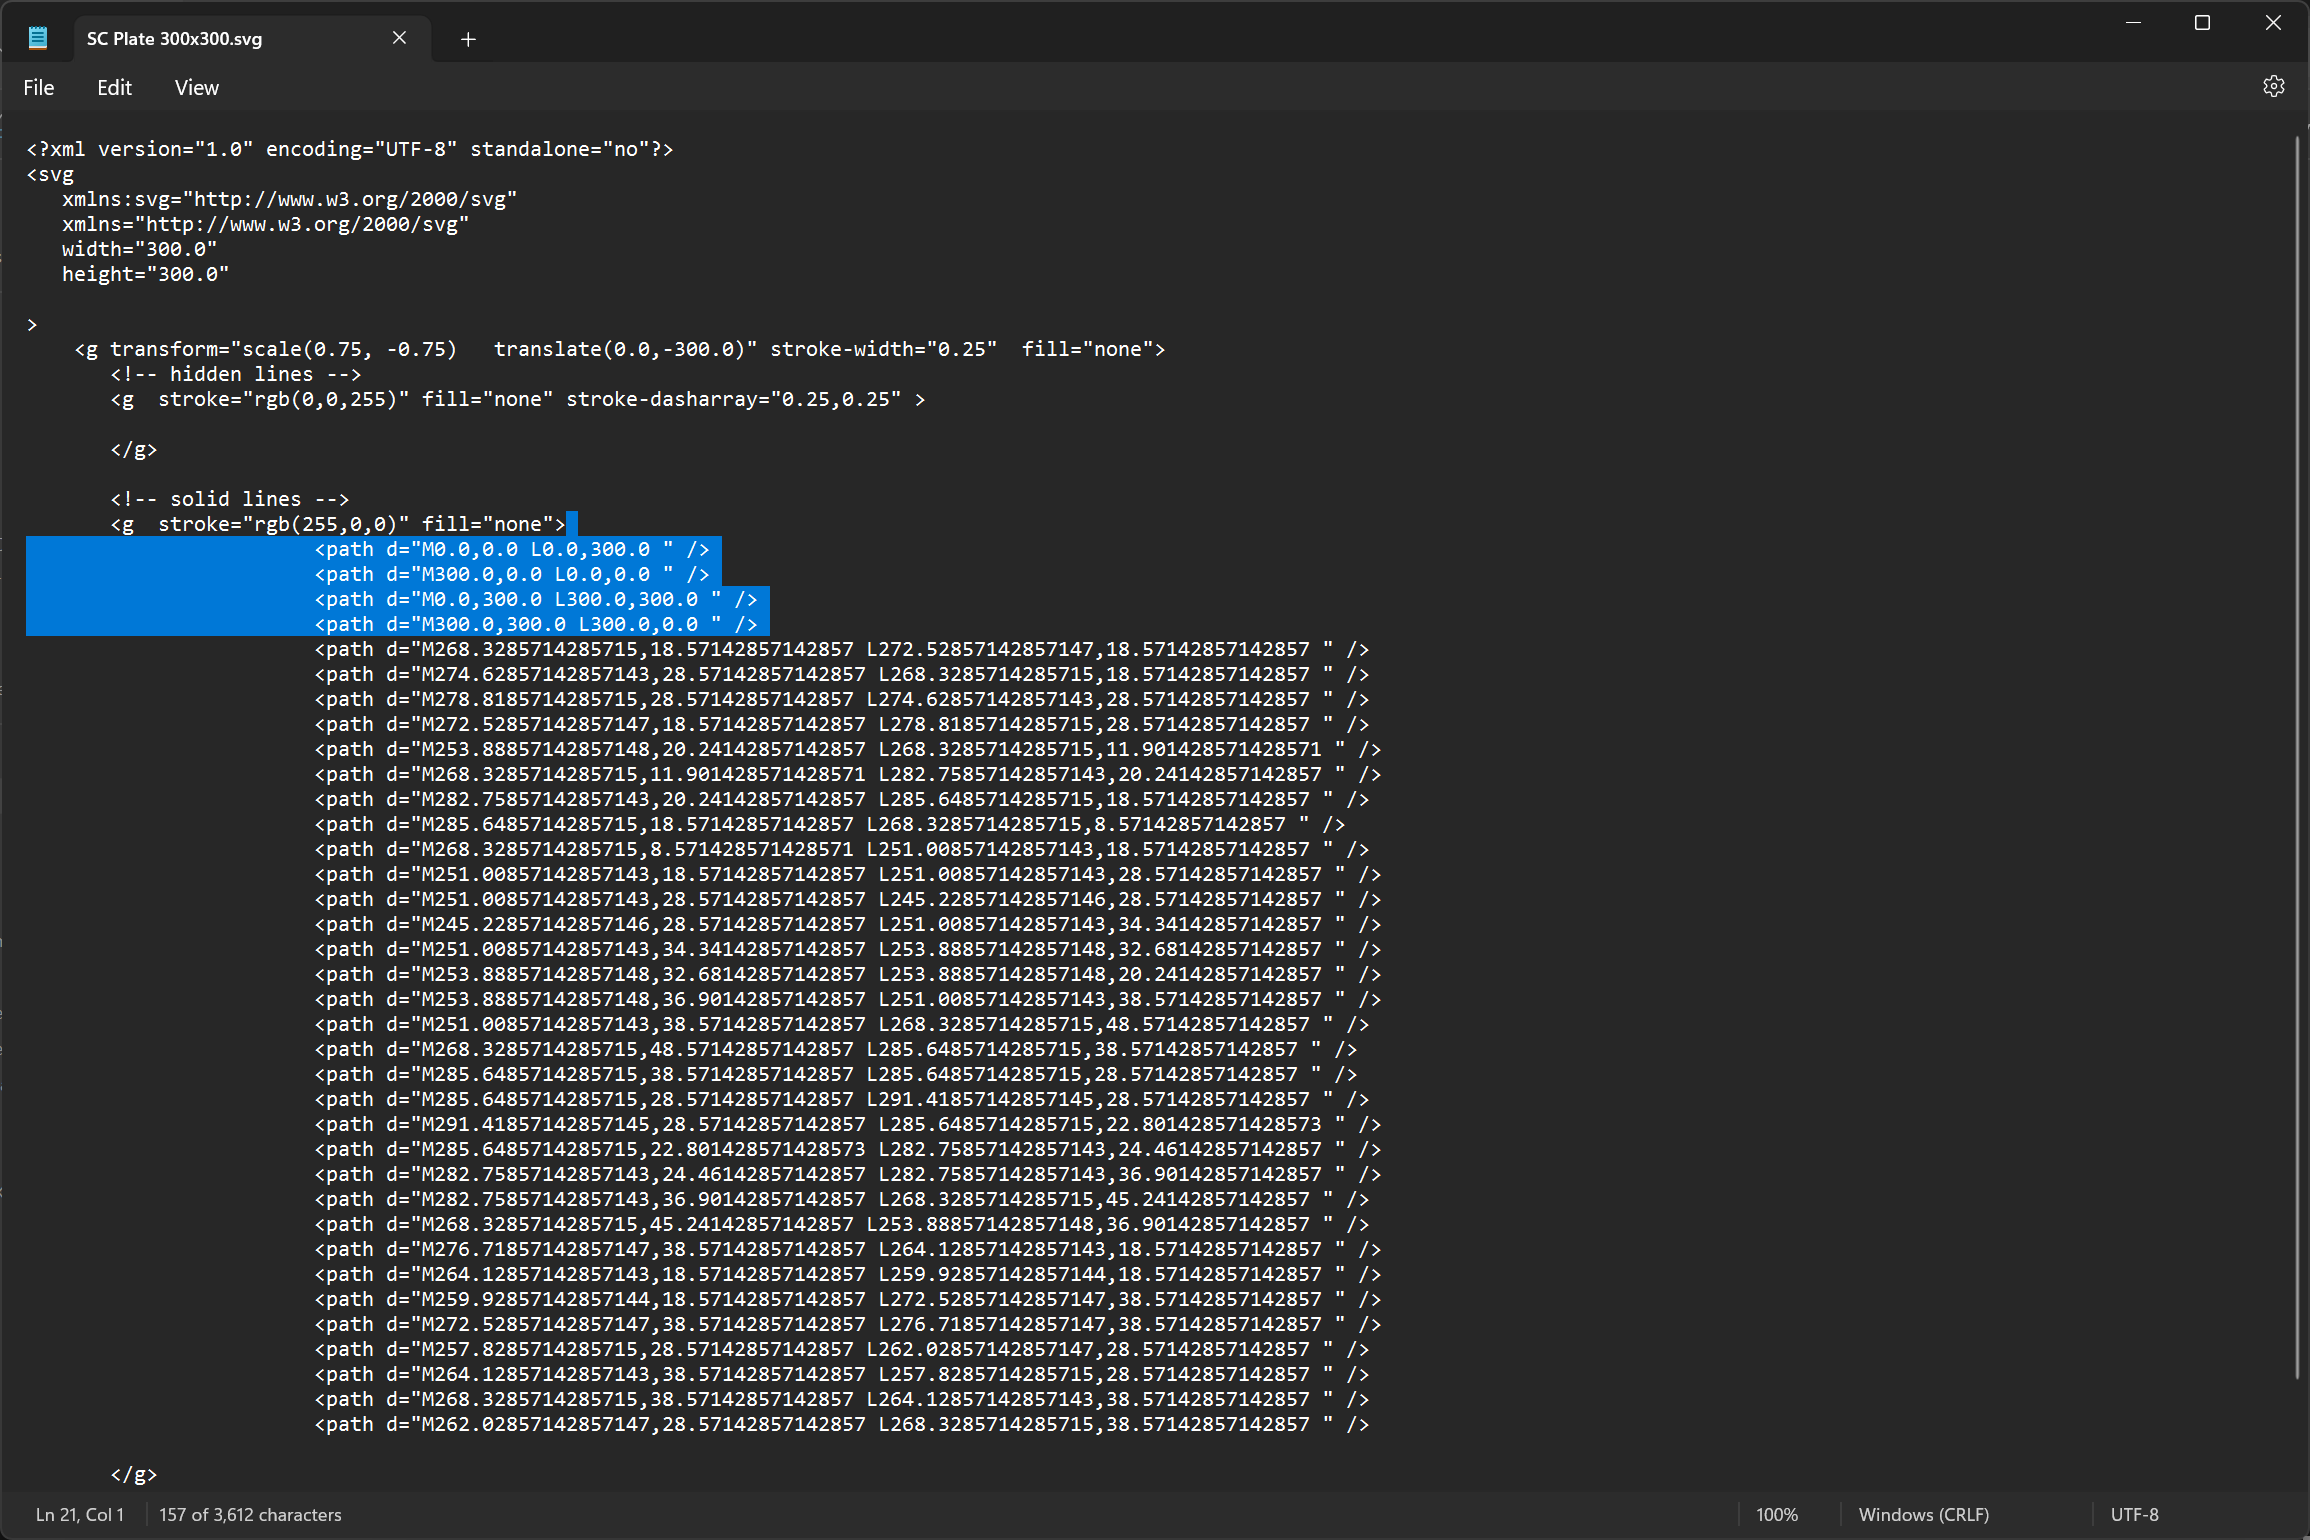 SC Plate 300x300.svg
File Edit View
<?xml version="1.0" encoding="UTF-8" standalone="no"?>
<svg
xmlns:svg="http://www.w3.org/2000/svg"
xmlns="http://www.w3.org/2000/svg"
width="300.0"
height="300.0"
>
<g transform="scale(0.75, -0.75)   translate(0.0,-300.0)" stroke-width="0.25"  fill="none">
<!-- hidden lines -->
<g  stroke="rgb(0,0,255)" fill="none" stroke-dasharray="0.25,0.25" >
</g>
<!-- solid lines -->
<g  stroke="rgb(255,0,0)" fill="none">
<path d="M0.0,0.0 L0.0,300.0 " />
<path d="M300.0,0.0 L0.0,0.0 " />
<path d="M0.0,300.0 L300.0,300.0 " />
<path d="M300.0,300.0 L300.0,0.0 " />
<path d="M268.3285714285715,18.57142857142857 L272.52857142857147,18.57142857142857 " />
<path d="M274.62857142857143,28.57142857142857 L268.3285714285715,18.57142857142857 " />
<path d="M278.8185714285715,28.57142857142857 L274.62857142857143,28.57142857142857 " />
<path d="M272.52857142857147,18.57142857142857 L278.8185714285715,28.57142857142857 " />
<path d="M253.88857142857148,20.24142857142857 L268.3285714285715,11.901428571428571 " />
<path d="M268.3285714285715,11.901428571428571 L282.75857142857143,20.24142857142857 " />
<path d="M282.75857142857143,20.24142857142857 L285.6485714285715,18.57142857142857 " />
<path d="M285.6485714285715,18.57142857142857 L268.3285714285715,8.57142857142857 " />
<path d="M268.3285714285715,8.571428571428571 L251.00857142857143,18.57142857142857 " />
<path d="M251.00857142857143,18.57142857142857 L251.00857142857143,28.57142857142857 " />
<path d="M251.00857142857143,28.57142857142857 L245.22857142857146,28.57142857142857 " />
<path d="M245.22857142857146,28.57142857142857 L251.00857142857143,34.34142857142857 " />
<path d="M251.00857142857143,34.34142857142857 L253.88857142857148,32.68142857142857 " />
<path d="M253.88857142857148,32.68142857142857 L253.88857142857148,20.24142857142857 " />
<path d="M253.88857142857148,36.90142857142857 L251.00857142857143,38.57142857142857 " />
<path d="M251.00857142857143,38.57142857142857 L268.3285714285715,48.57142857142857 " />
<path d="M268.3285714285715,48.57142857142857 L285.6485714285715,38.57142857142857 " />
<path d="M285.6485714285715,38.57142857142857 L285.6485714285715,28.57142857142857 " />
<path d="M285.6485714285715,28.57142857142857 L291.41857142857145,28.57142857142857 " />
<path d="M291.41857142857145,28.57142857142857 L285.6485714285715,22.801428571428573 " />
<path d="M285.6485714285715,22.801428571428573 L282.75857142857143,24.46142857142857 " />
<path d="M282.75857142857143,24.46142857142857 L282.75857142857143,36.90142857142857 " />
<path d="M282.75857142857143,36.90142857142857 L268.3285714285715,45.24142857142857 " />
<path d="M268.3285714285715,45.24142857142857 L253.88857142857148,36.90142857142857 " />
<path d="M276.71857142857147,38.57142857142857 L264.12857142857143,18.57142857142857 " />
<path d="M264.12857142857143,18.57142857142857 L259.92857142857144,18.57142857142857 " />
<path d="M259.92857142857144,18.57142857142857 L272.52857142857147,38.57142857142857 " />
<path d="M272.52857142857147,38.57142857142857 L276.71857142857147,38.57142857142857 " />
<path d="M257.8285714285715,28.57142857142857 L262.02857142857147,28.57142857142857 " />
<path d="M264.12857142857143,38.57142857142857 L257.8285714285715,28.57142857142857 " />
<path d="M268.3285714285715,38.57142857142857 L264.12857142857143,38.57142857142857 " />
<path d="M262.02857142857147,28.57142857142857 L268.3285714285715,38.57142857142857 " />
</g>
Ln 21, Col 1 157 of 3,612 characters 100% Windows (CRLF) UTF-8